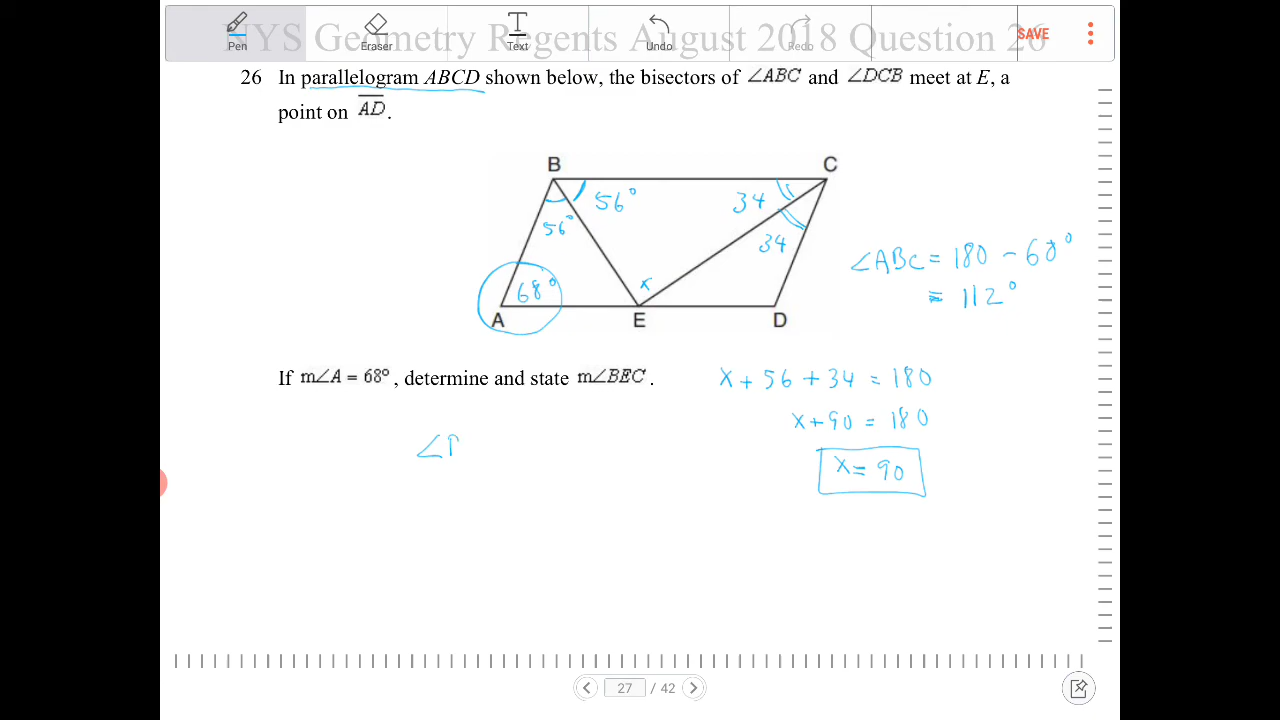 NYS Geometry Regents August 2018 Question 26
Pen Eraser Text Undo Redo SAVE
26 In parallelogram ABCD shown below, the bisectors of ∠ABC and ∠DCB meet at E, a
point on AD.
B C
56° 34
56° 34
∠ABC = 180 - 68°
= 112°
68° x
A E D
If m∠A = 68°, determine and state m∠BEC.
x + 56 + 34 = 180
x + 90 = 180
x = 90
27 / 42